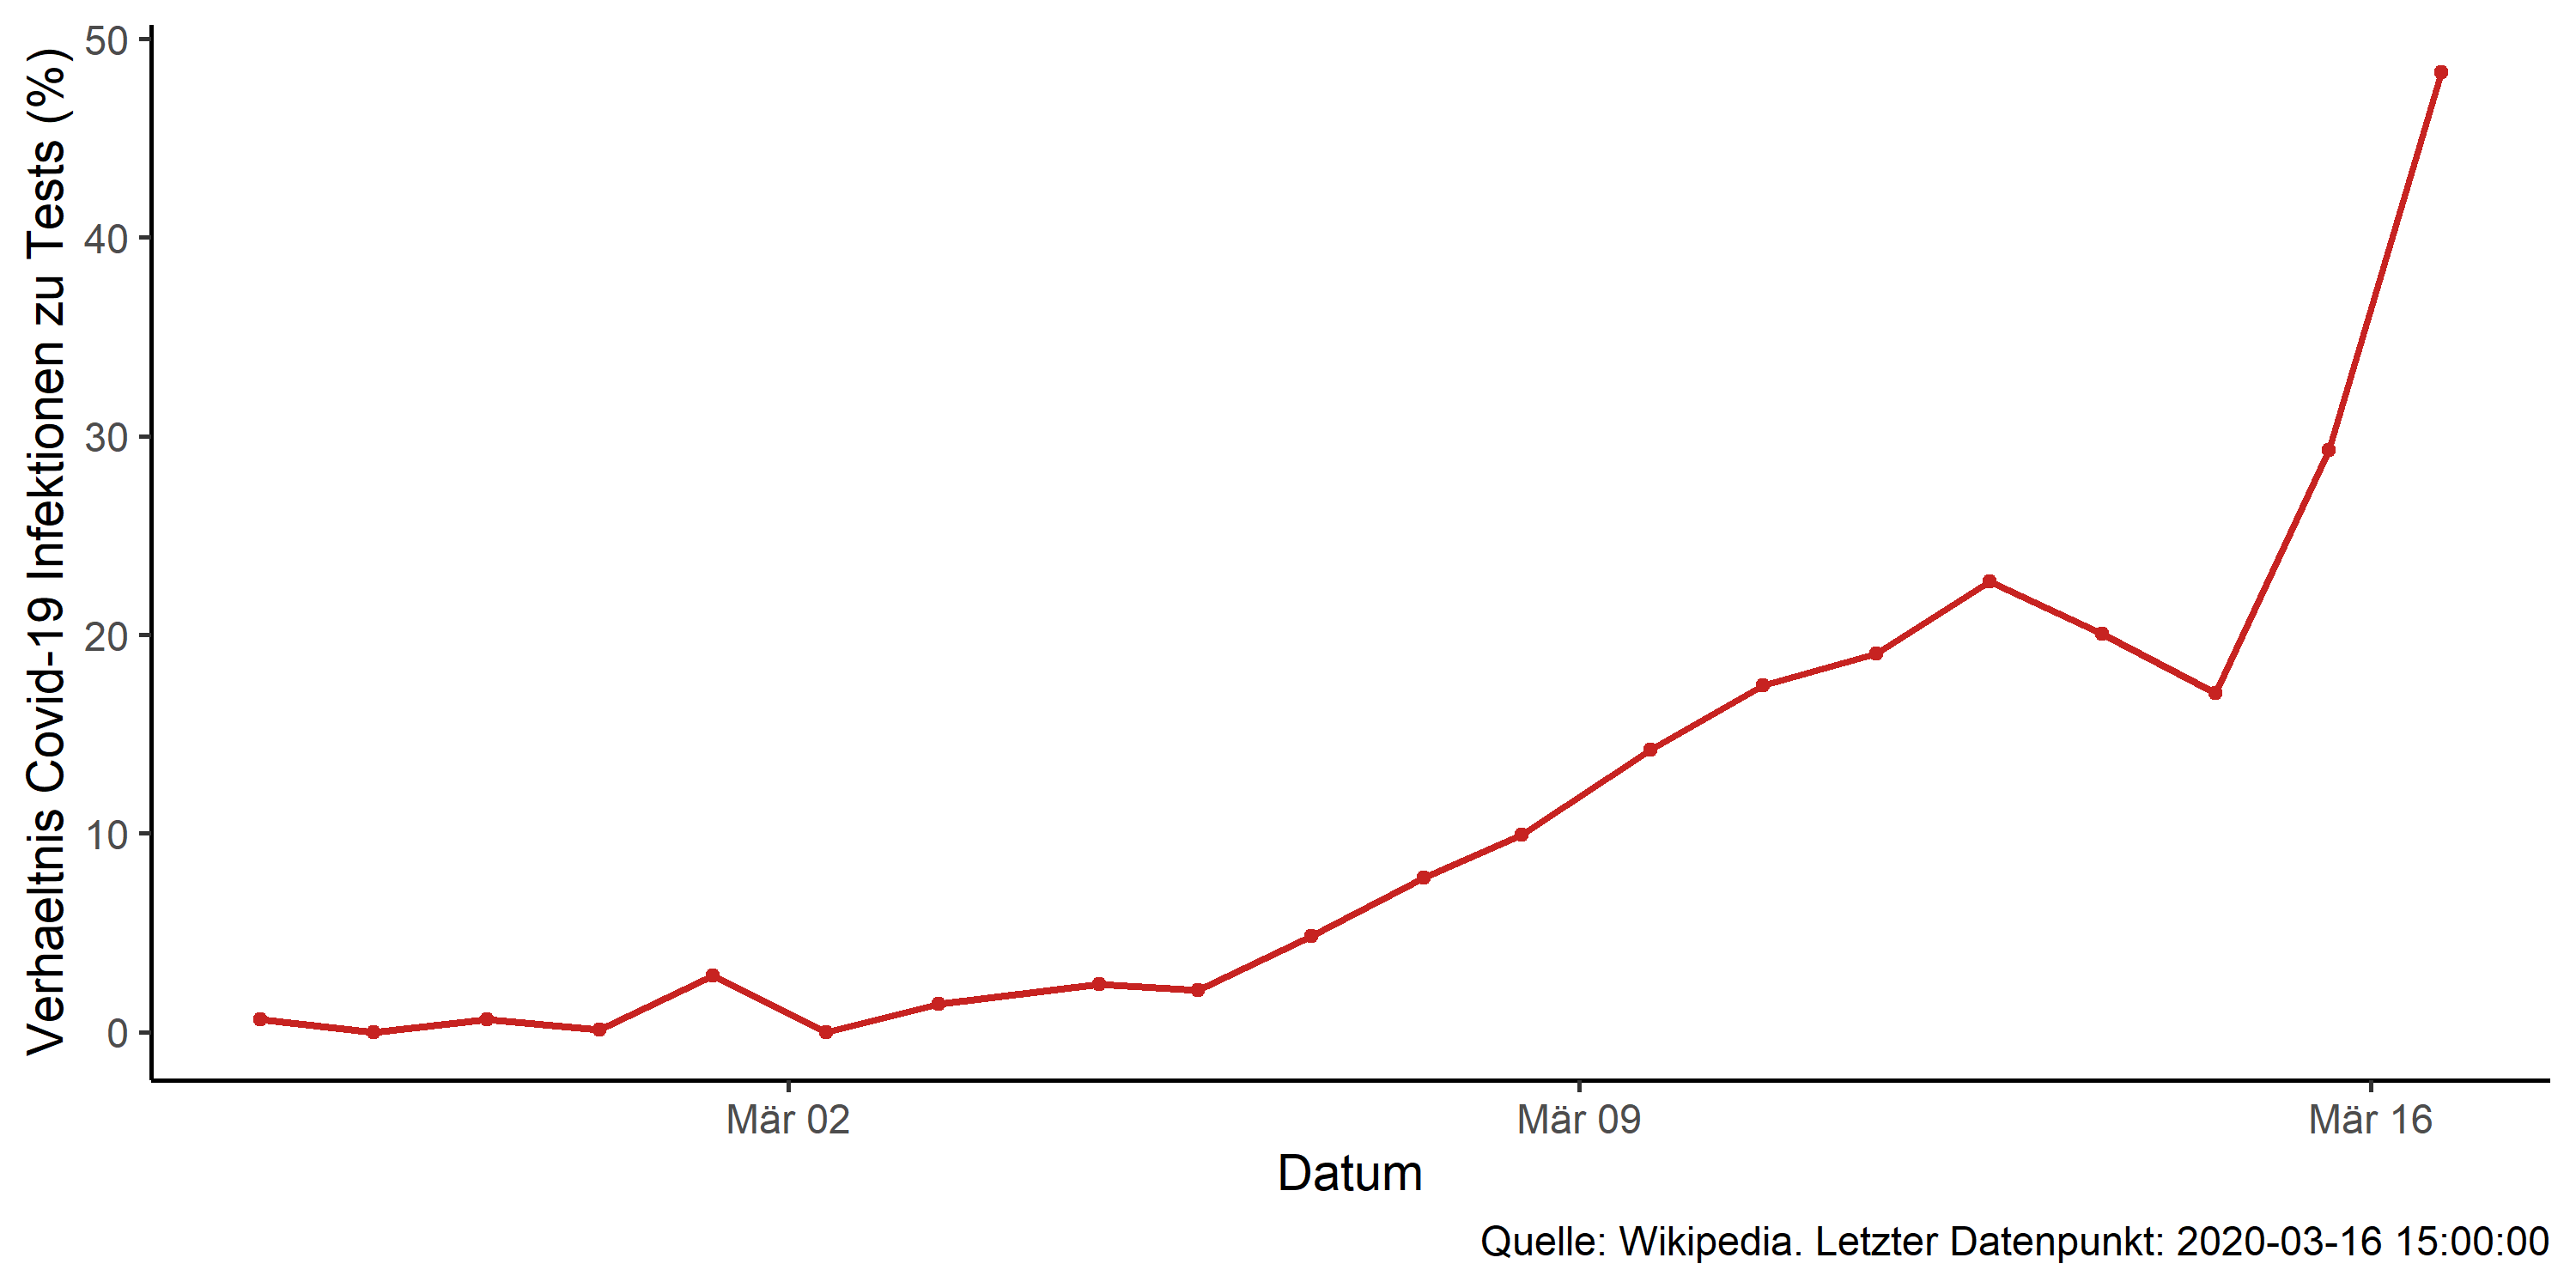 Verhaeltnis Covid-19 Infektionen zu Tests (%)
50
40
30
20
10
0
Mär 02
Mär 09
Mär 16
Datum
Quelle: Wikipedia. Letzter Datenpunkt: 2020-03-16 15:00:00